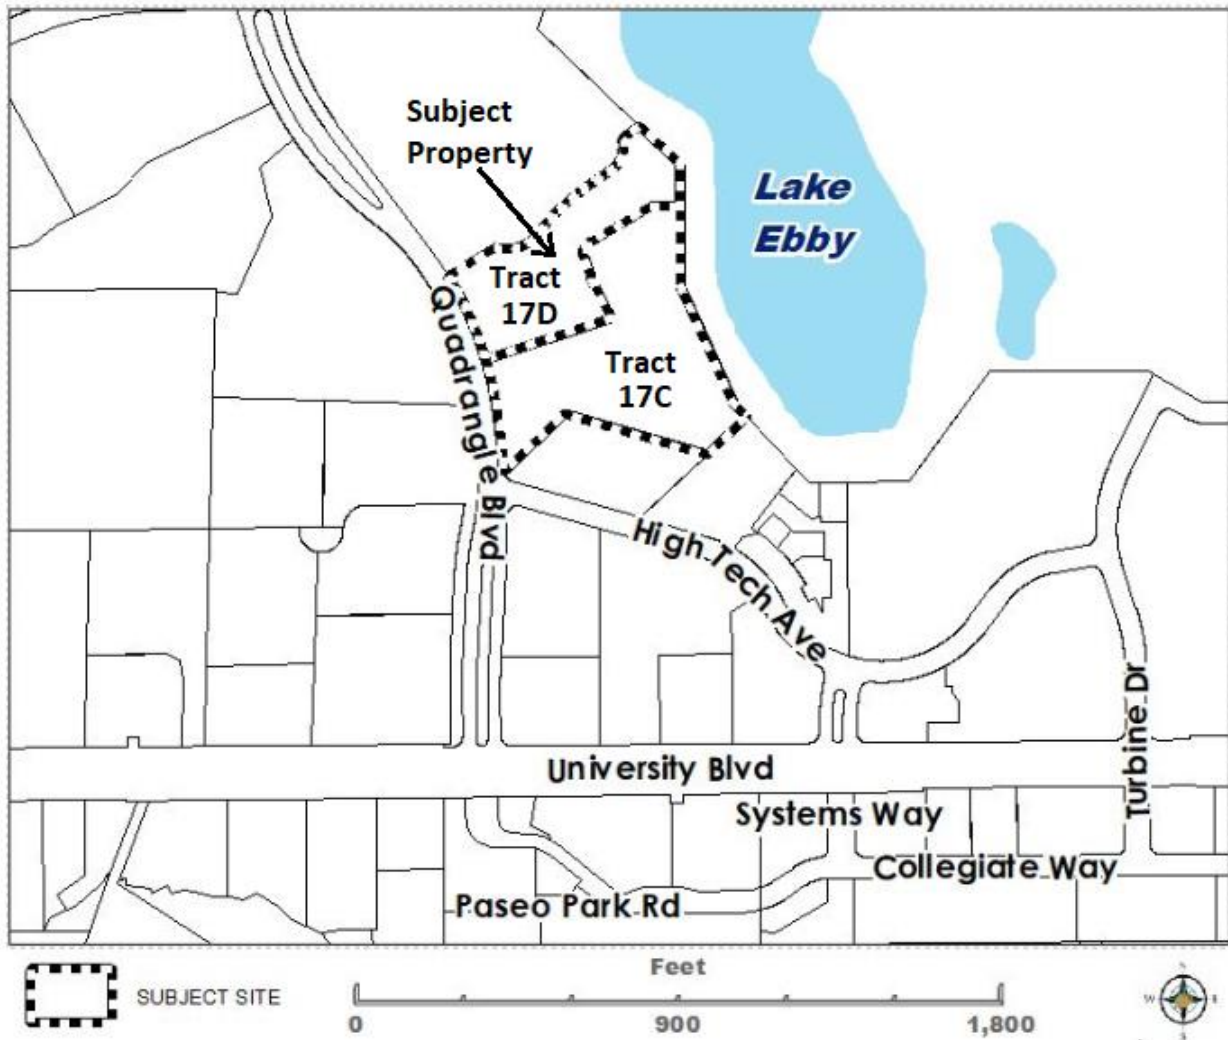 Subject
Property
Lake
Ebby
Tract
17D
Tract
17C
Quadrangle Blvd
High Tech Ave
Turbine Dr
University Blvd
Systems Way
Collegiate Way
Paseo Park Rd
SUBJECT SITE
Feet
0 900 1,800
N
W E
S